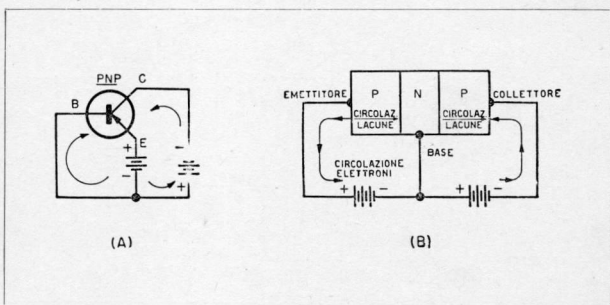 PNP
C
B
E
+
-
-
+
(A)
EMETTITORE
P N P
COLLETTORE
CIRCOLAZ
LACUNE
CIRCOLAZ
LACUNE
BASE
CIRCOLAZIONE
ELETTRONI
+ - + -
(B)